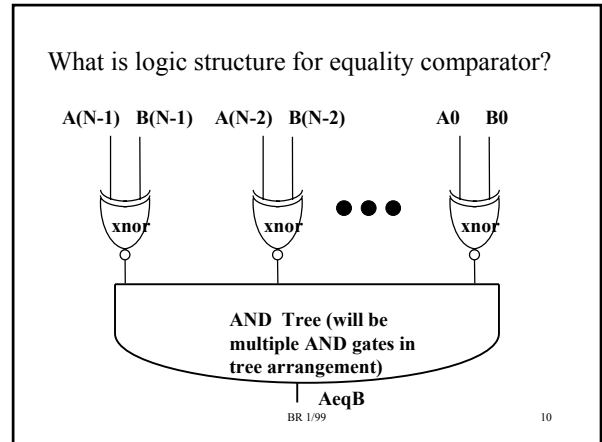 What is logic structure for equality comparator?
A(N-1) B(N-1) A(N-2) B(N-2) A0 B0
xnor xnor xnor
AND Tree (will be
multiple AND gates in
tree arrangement)
AeqB
BR 1/99 10